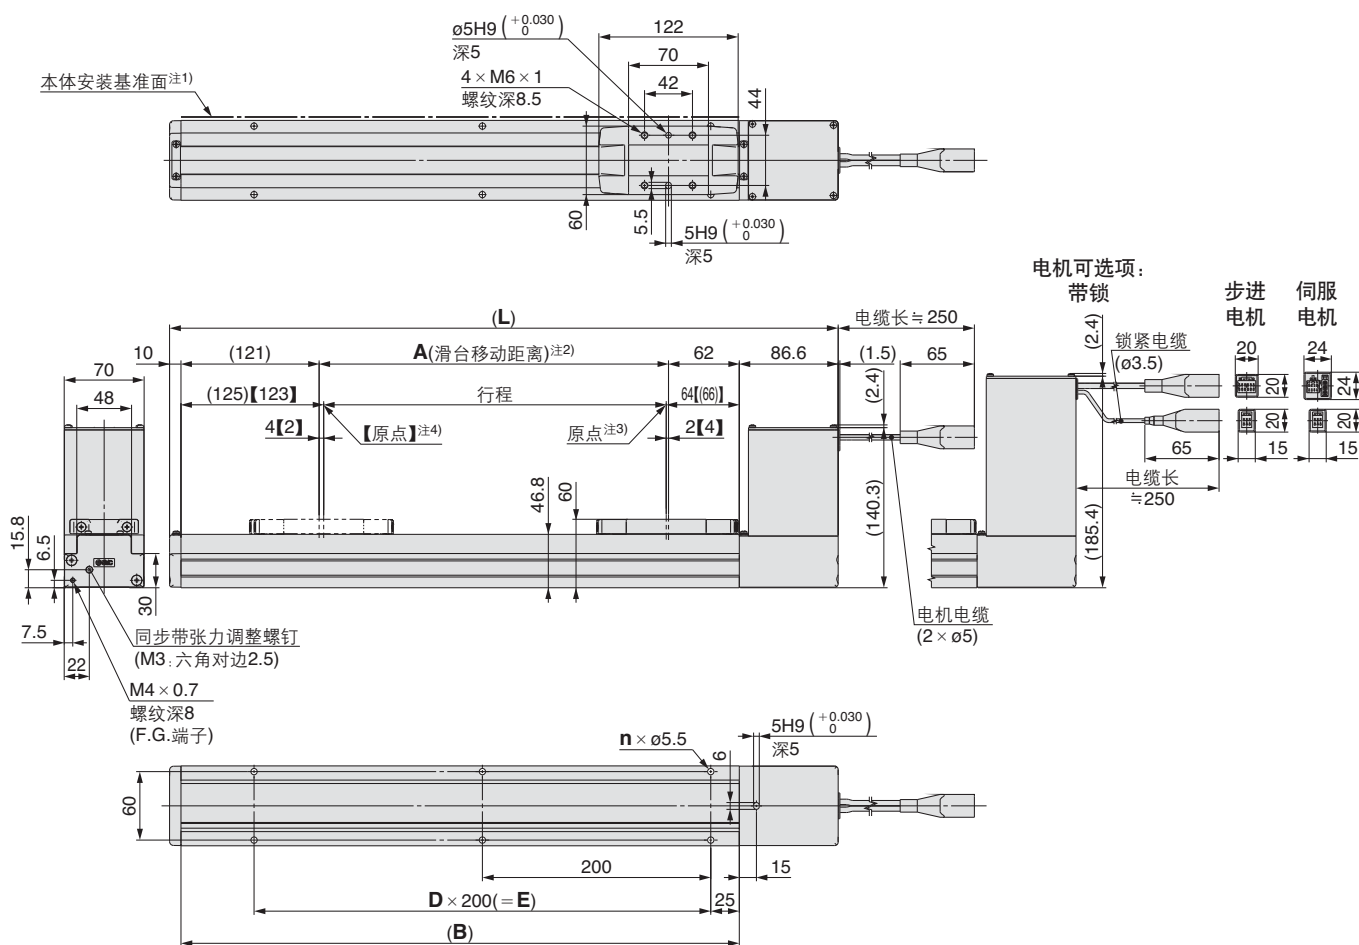 ø5H9 ( +0.030 0 )
深5
122
70
4×M6×1
螺纹深8.5
42
44
本体安装基准面注1)
60
5.5
5H9 ( +0.030 0 )
深5
电机可选项：
带锁
步进
电机
伺服
电机
(L)
电缆长≒250
(2.4)
锁紧电缆
(ø3.5)
20
24
10
(121)
A(滑台移动距离)注2)
62
86.6
(1.5)
65
70
48
(125)【123】
行程
64【(66)】
(2.4)
20
24
4【2】
【原点】注4)
原点注3)
2【4】
20
20
65
15
15
电缆长
≒250
46.8
60
(140.3)
(185.4)
15.8
6.5
30
SMC
7.5
22
同步带张力调整螺钉
(M3：六角对边2.5)
电机电缆
(2×ø5)
M4×0.7
螺纹深8
(F.G.端子)
n×ø5.5
5H9 ( +0.030 0 )
深5
6
60
200
15
D×200(=E)
25
(B)